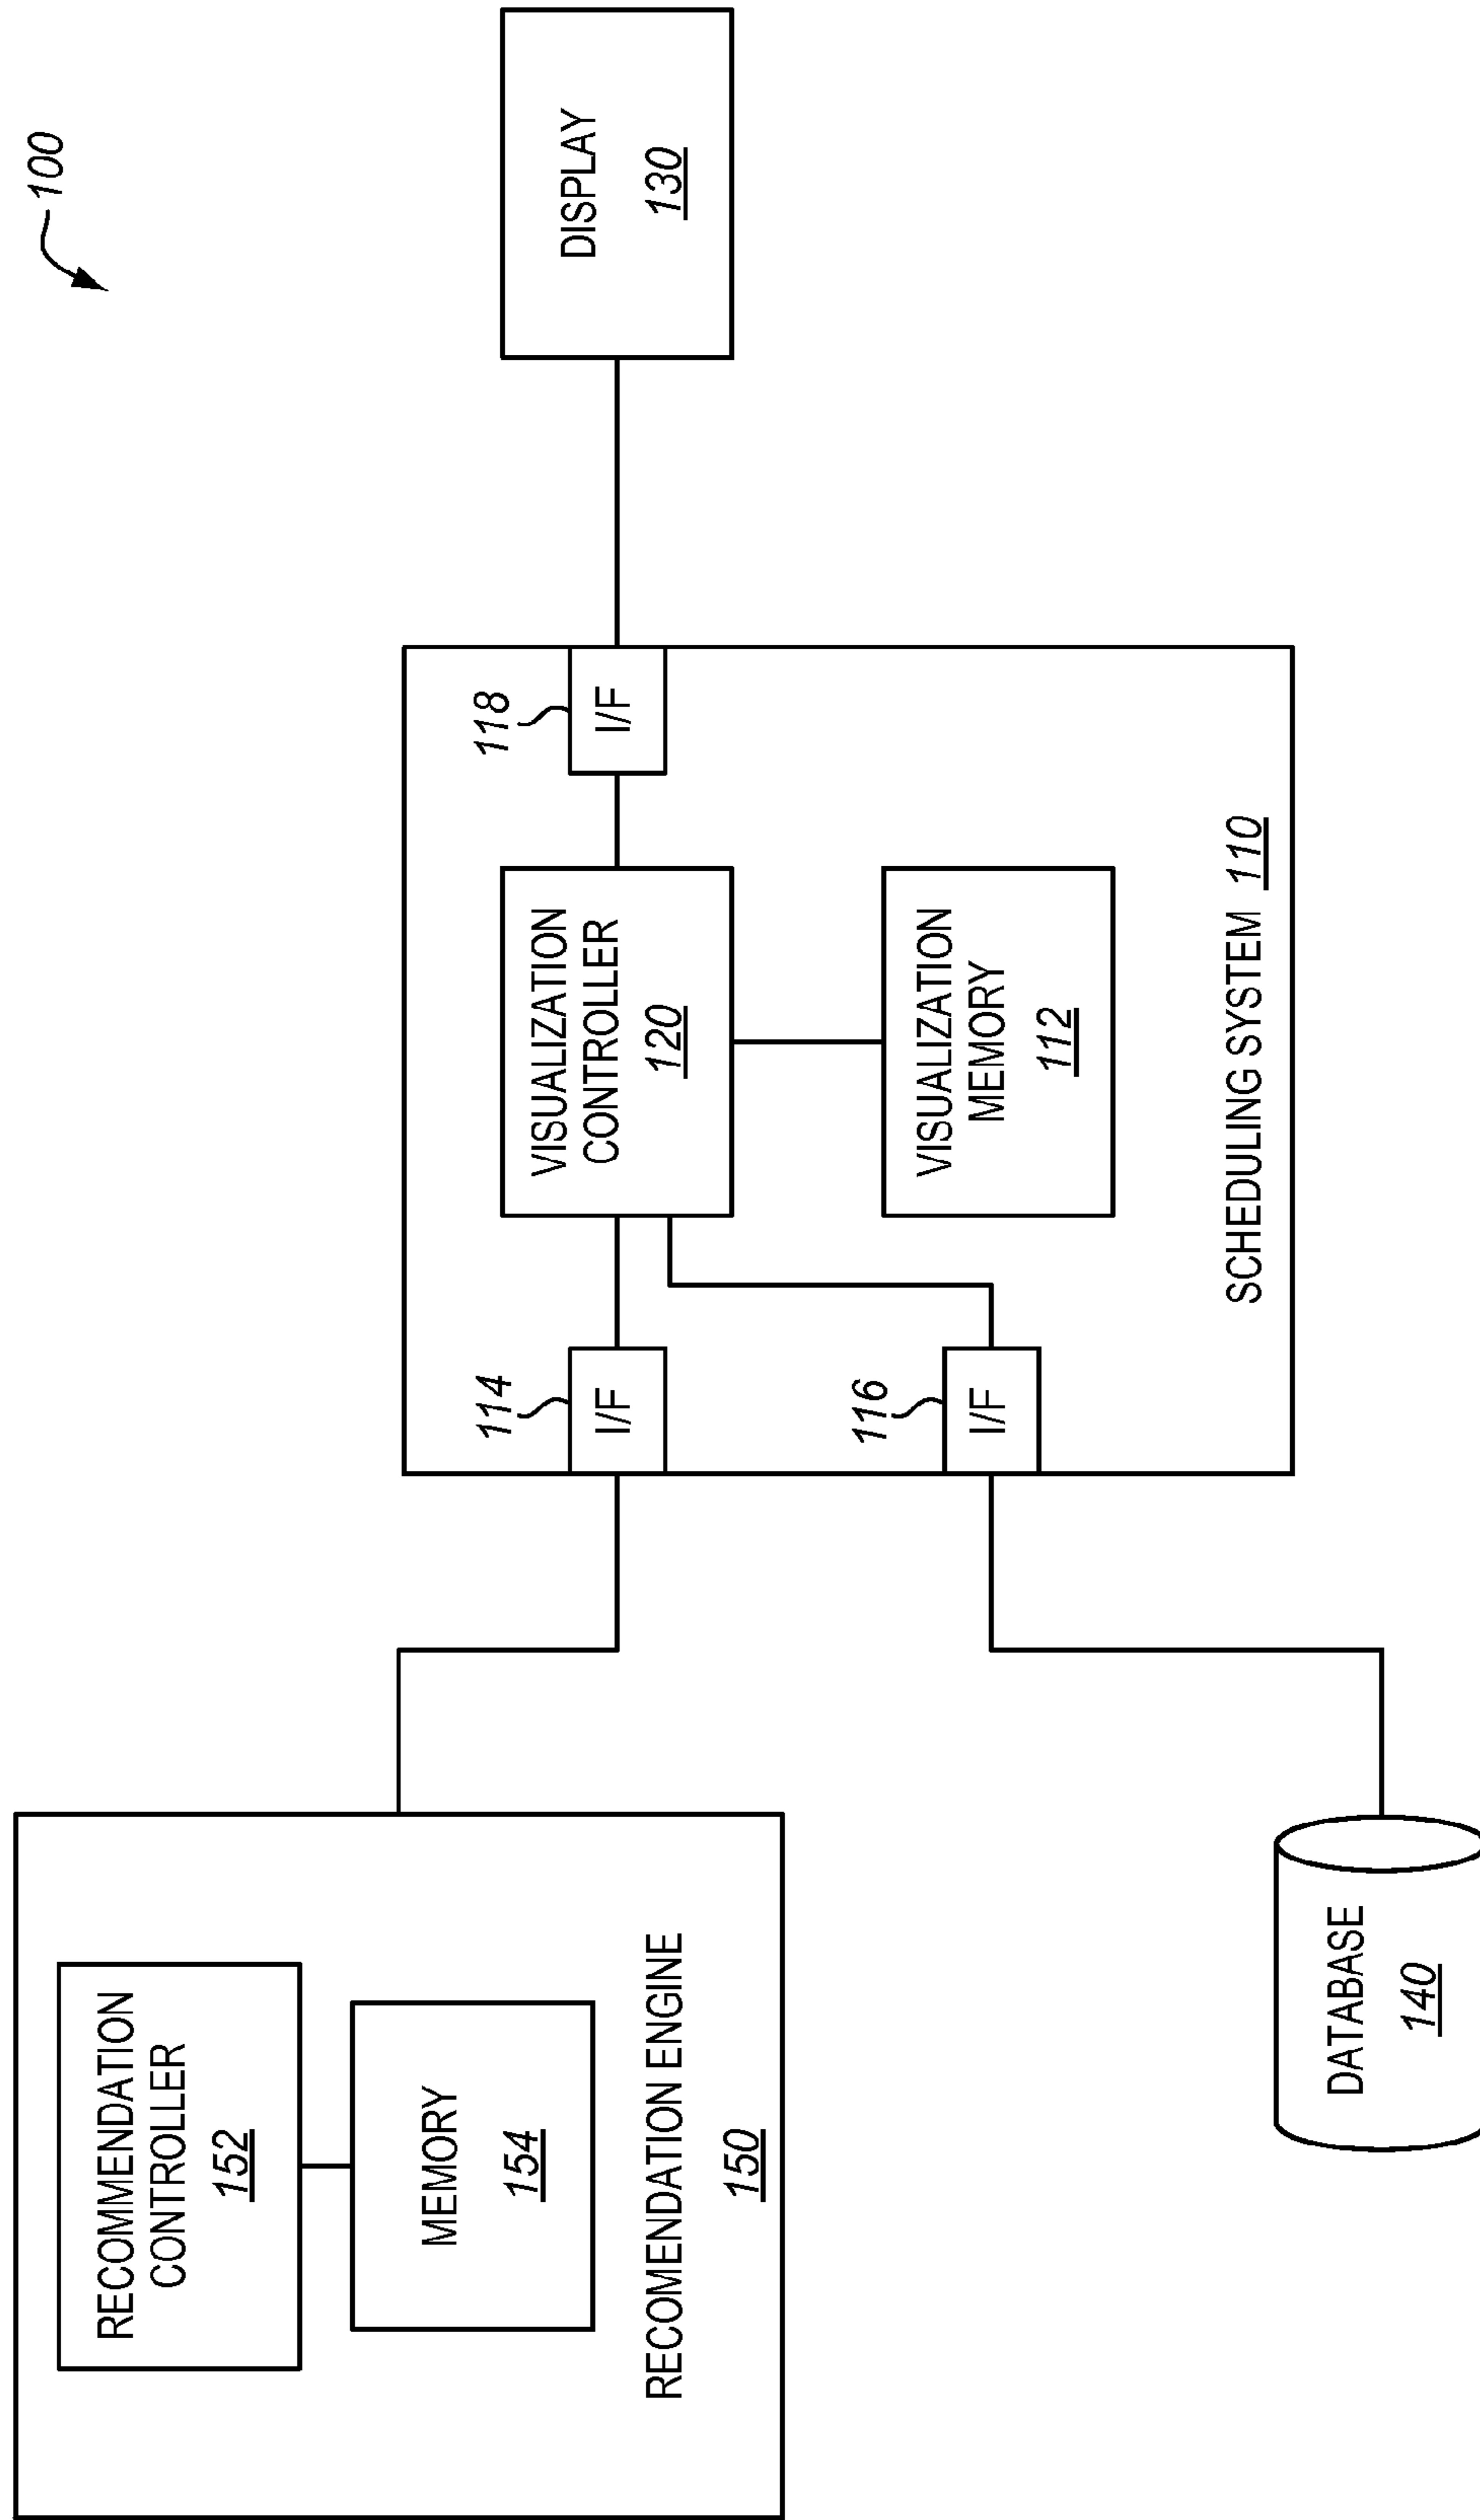 100
RECOMMENDATION
CONTROLLER
152
MEMORY
154
RECOMENDATION ENGINE
150
DATABASE
140
114
I/F
116
I/F
VISUALIZATION
CONTROLLER
120
VISUALIZATION
MEMORY
112
118
I/F
SCHEDULING SYSTEM 110
DISPLAY
130